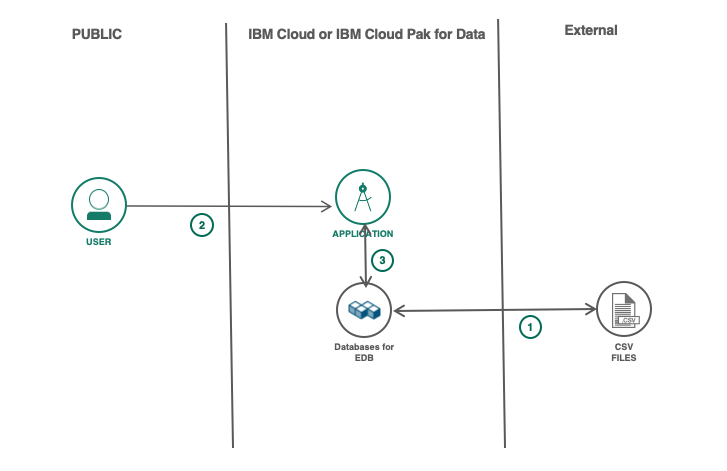 PUBLIC
IBM Cloud or IBM Cloud Pak for Data
External
USER
2
APPLICATION
3
Databases for
EDB
1
.CSV
CSV
FILES